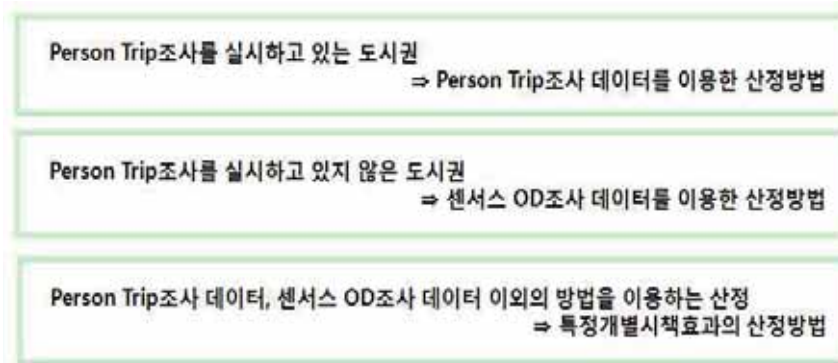 Person Trip조사를 실시하고 있는 도시권
⇒ Person Trip조사 데이터를 이용한 산정방법
Person Trip조사를 실시하고 있지 않은 도시권
⇒ 센서스 OD조사 데이터를 이용한 산정방법
Person Trip조사 데이터, 센서스 OD조사 데이터 이외의 방법을 이용하는 산정
⇒ 특정개별시책효과의 산정방법